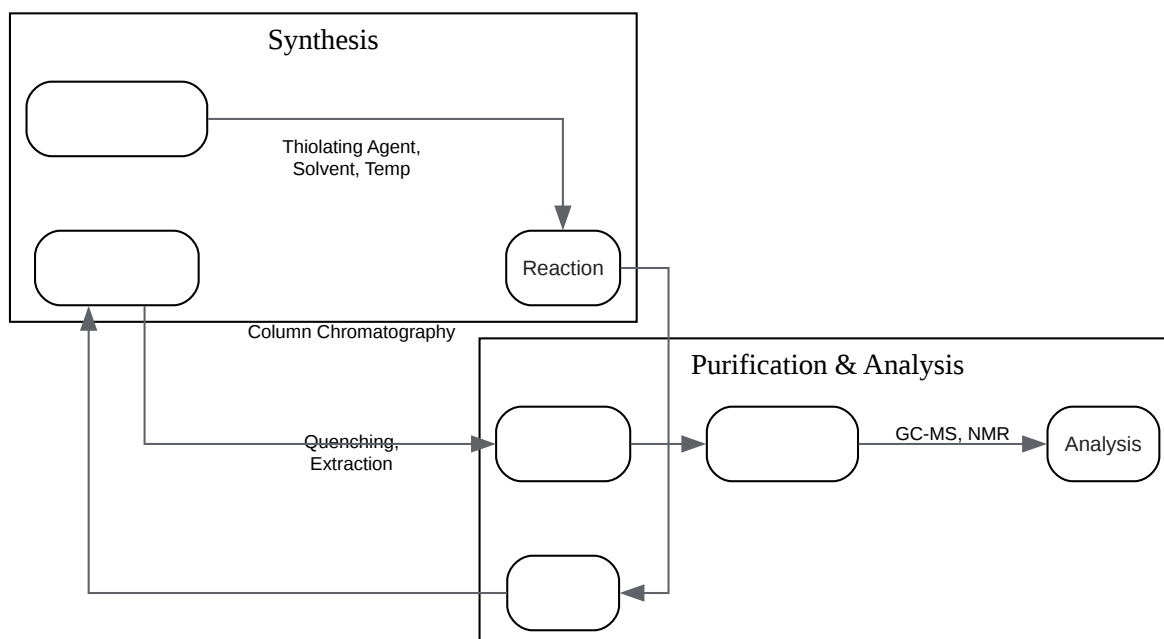 Synthesis
Thiolating Agent,
Solvent, Temp
Reaction
Column Chromatography
Purification & Analysis
Quenching,
Extraction
GC-MS, NMR
Analysis